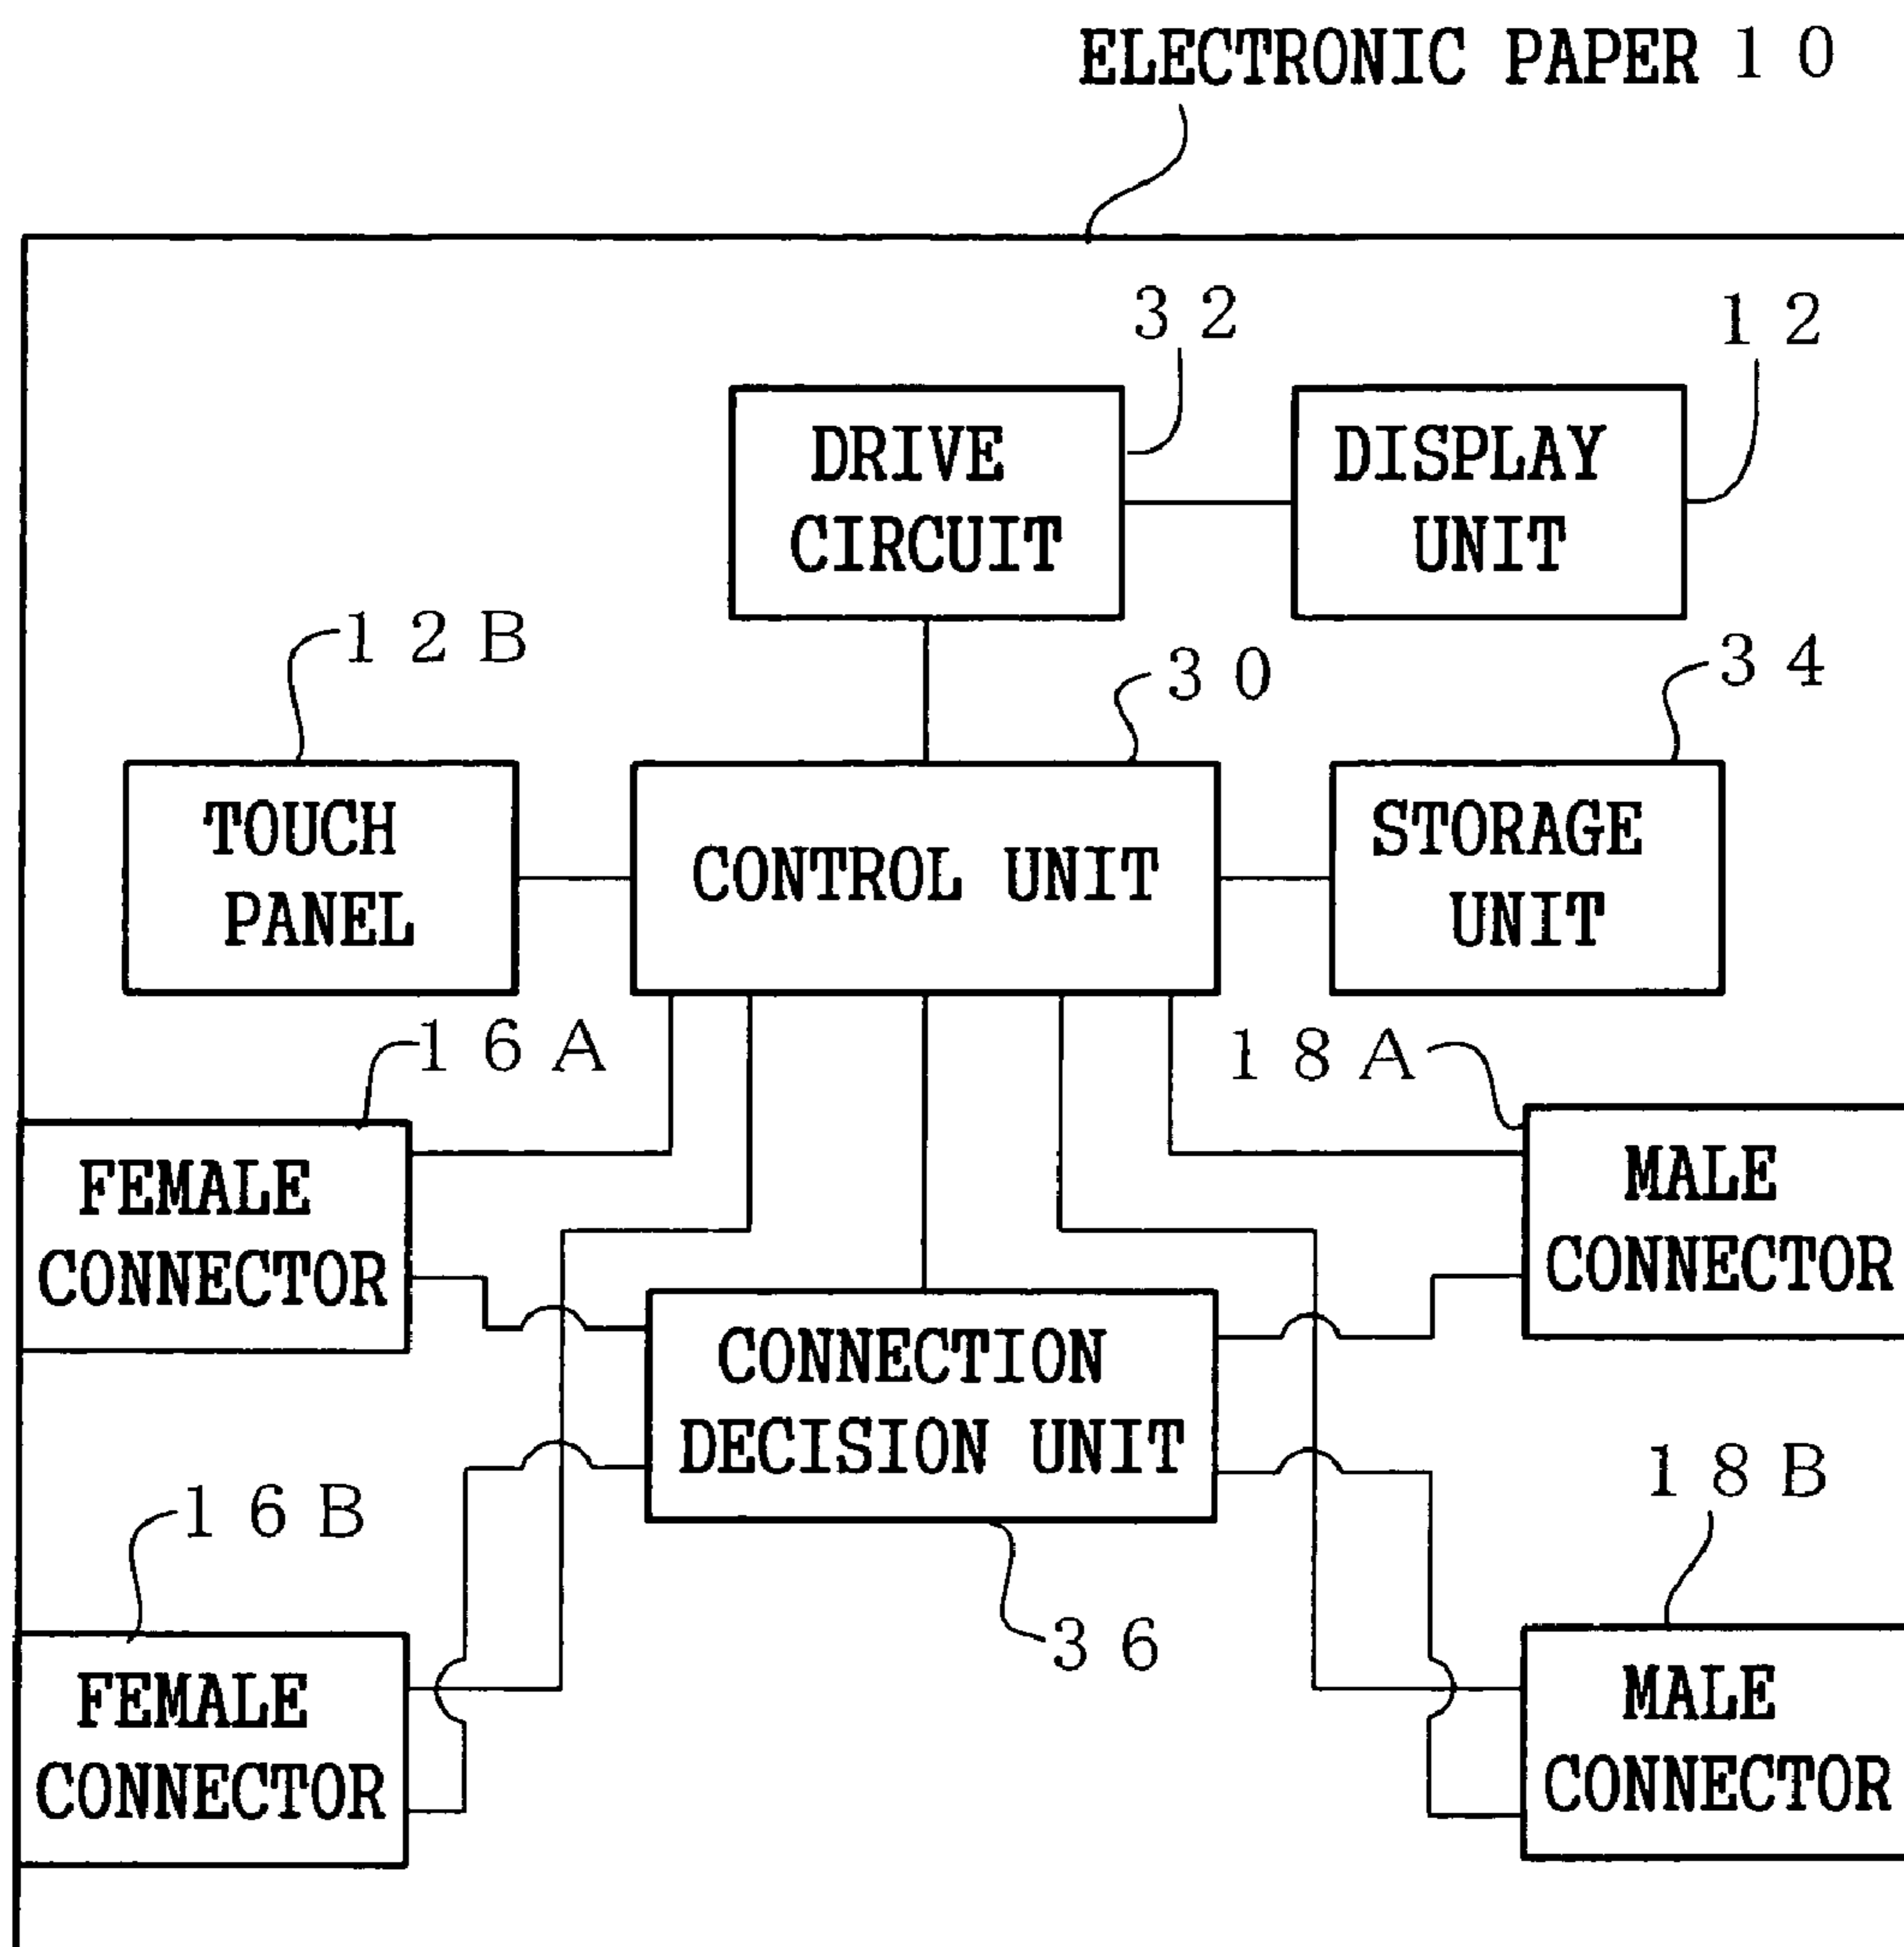 ELECTRONIC PAPER 10
32
12
DRIVE
CIRCUIT
DISPLAY
UNIT
12B
30
34
TOUCH
PANEL
CONTROL UNIT
STORAGE
UNIT
16A
18A
FEMALE
CONNECTOR
MALE
CONNECTOR
CONNECTION
DECISION UNIT
16B
18B
36
FEMALE
CONNECTOR
MALE
CONNECTOR